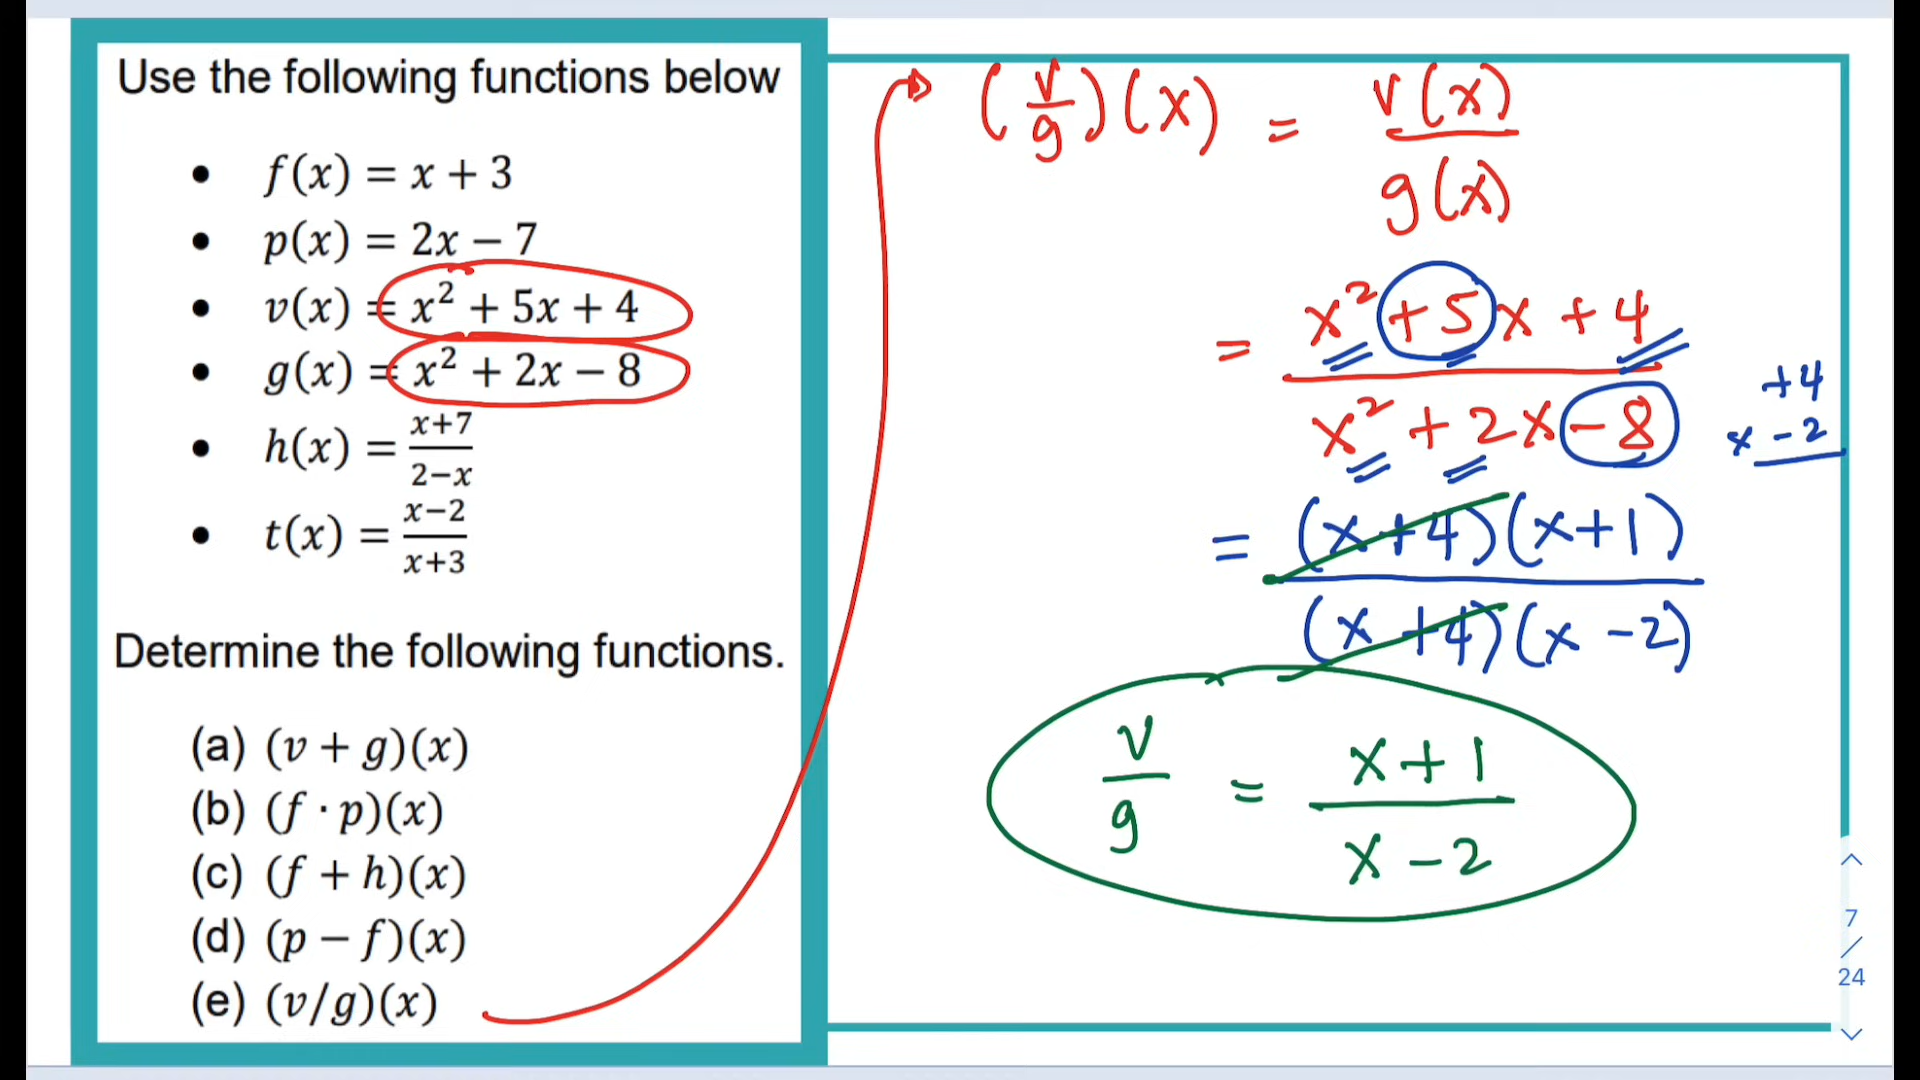 Use the following functions below
• f(x) = x + 3
• p(x) = 2x − 7
• v(x) = x² + 5x + 4
• g(x) = x² + 2x − 8
• h(x) = x+7
2−x
• t(x) = x−2
x+3
Determine the following functions.
(a) (v + g)(x)
(b) (f · p)(x)
(c) (f + h)(x)
(d) (p − f)(x)
(e) (v/g)(x)
(v/g)(x) = v(x)
g(x)
= x² + 5x + 4
x² + 2x − 8
+4
x −2
= (x+4)(x+1)
(x+4)(x−2)
v/g = x+1
x−2
7
/
24